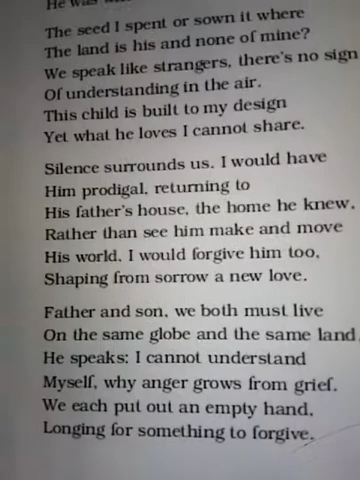 He was
The seed I spent or sown it where
The land is his and none of mine?
We speak like strangers, there's no sign
Of understanding in the air.
This child is built to my design
Yet what he loves I cannot share.
Silence surrounds us. I would have
Him prodigal, returning to
His father's house, the home he knew,
Rather than see him make and move
His world. I would forgive him too,
Shaping from sorrow a new love.
Father and son, we both must live
On the same globe and the same land.
He speaks: I cannot understand
Myself, why anger grows from grief.
We each put out an empty hand,
Longing for something to forgive.